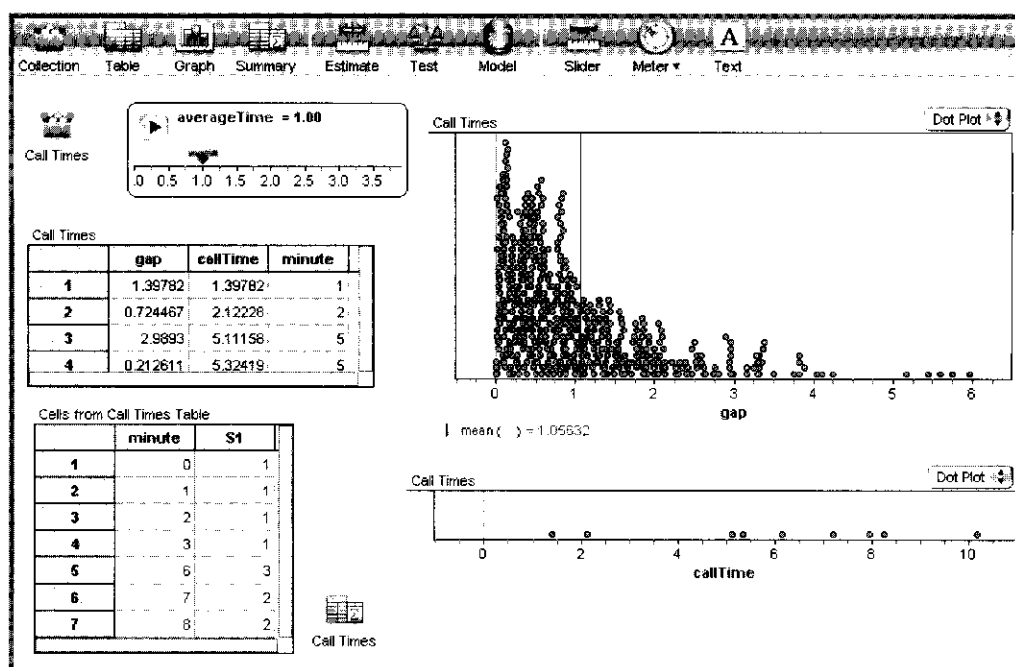 Collection Table Graph Summary Estimate Test Model Slider Meter Text
Call Times
averageTime = 1.00
.0 0.5 1.0 1.5 2.0 2.5 3.0 3.5
Call Times
gap callTime minute
1 1.39782 1.39782 1
2 0.724467 2.12228 2
3 2.9893 5.11158 5
4 0.212611 5.32419 5
Cells from Call Times Table
minute S1
1 0 1
2 1 1
3 2 1
4 3 1
5 6 3
6 7 2
7 8 2
Call Times
Call Times Dot Plot
0 1 2 3 4 5 6
gap
mean ( ) = 1.05632
Call Times Dot Plot
0 2 4 6 8 10
callTime